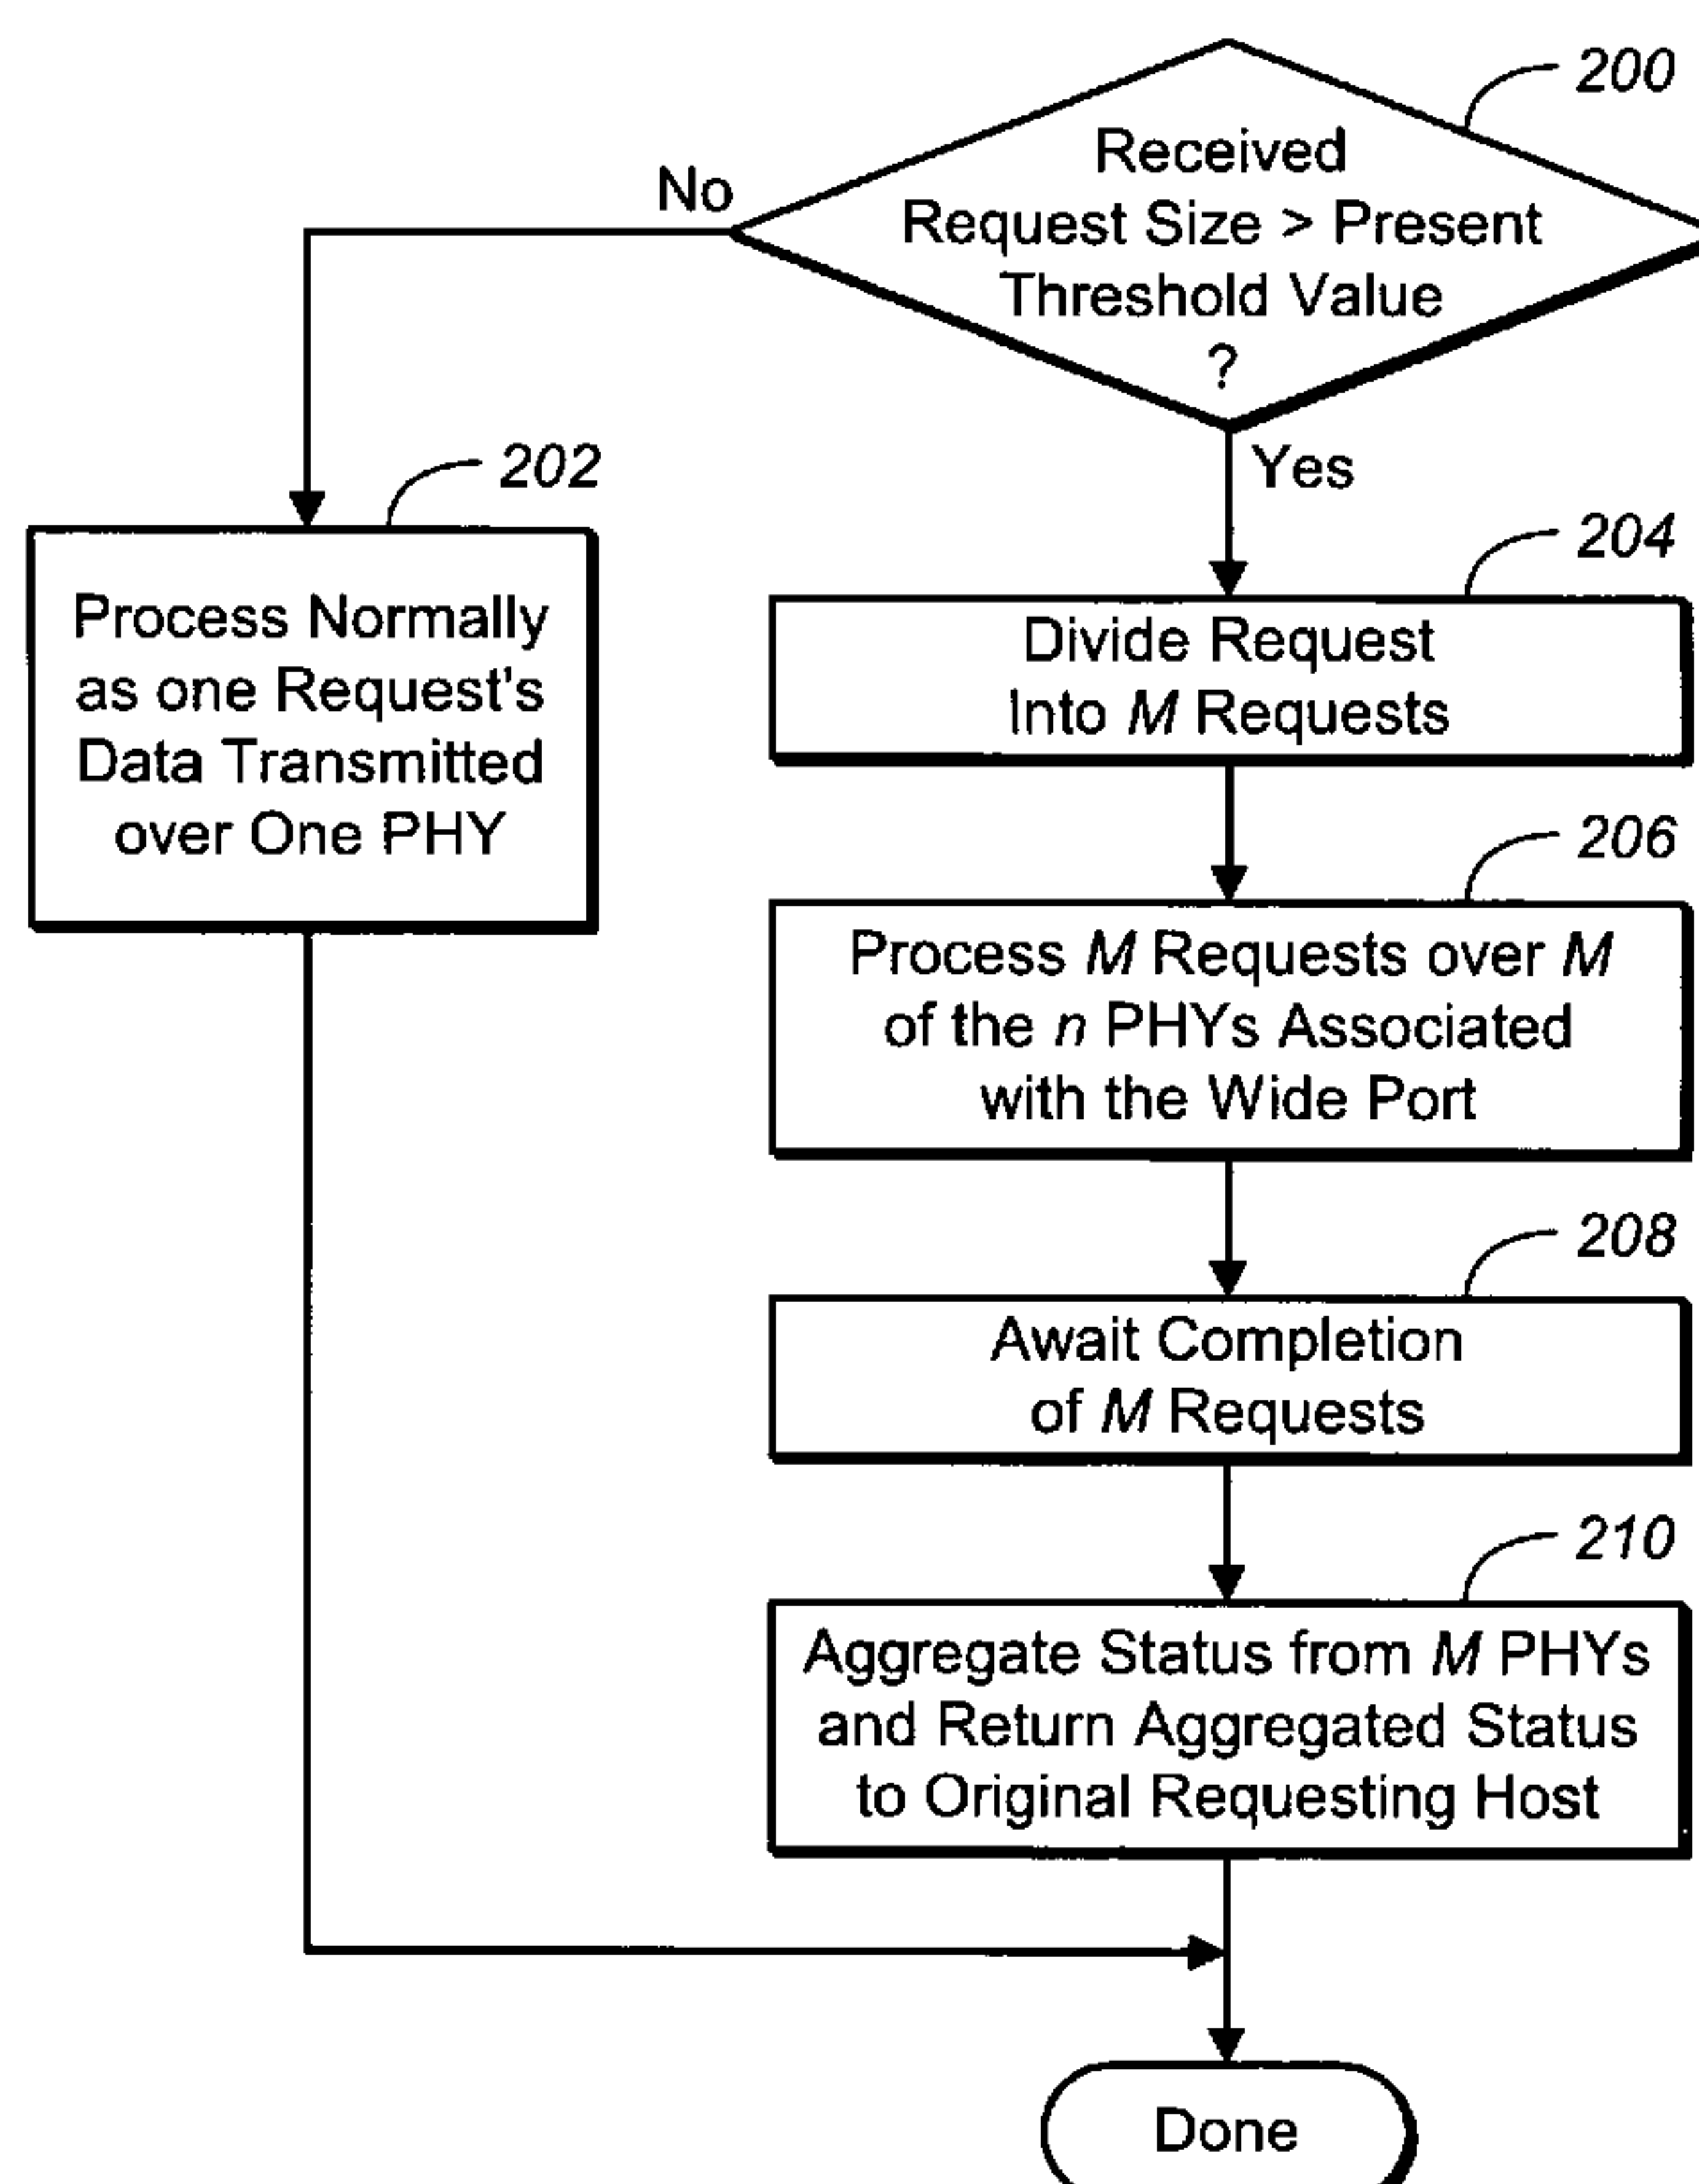 200
Received
Request Size > Present
Threshold Value
?
No
Yes
202
Process Normally
as one Request's
Data Transmitted
over One PHY
204
Divide Request
Into M Requests
206
Process M Requests over M
of the n PHYs Associated
with the Wide Port
208
Await Completion
of M Requests
210
Aggregate Status from M PHYs
and Return Aggregated Status
to Original Requesting Host
Done